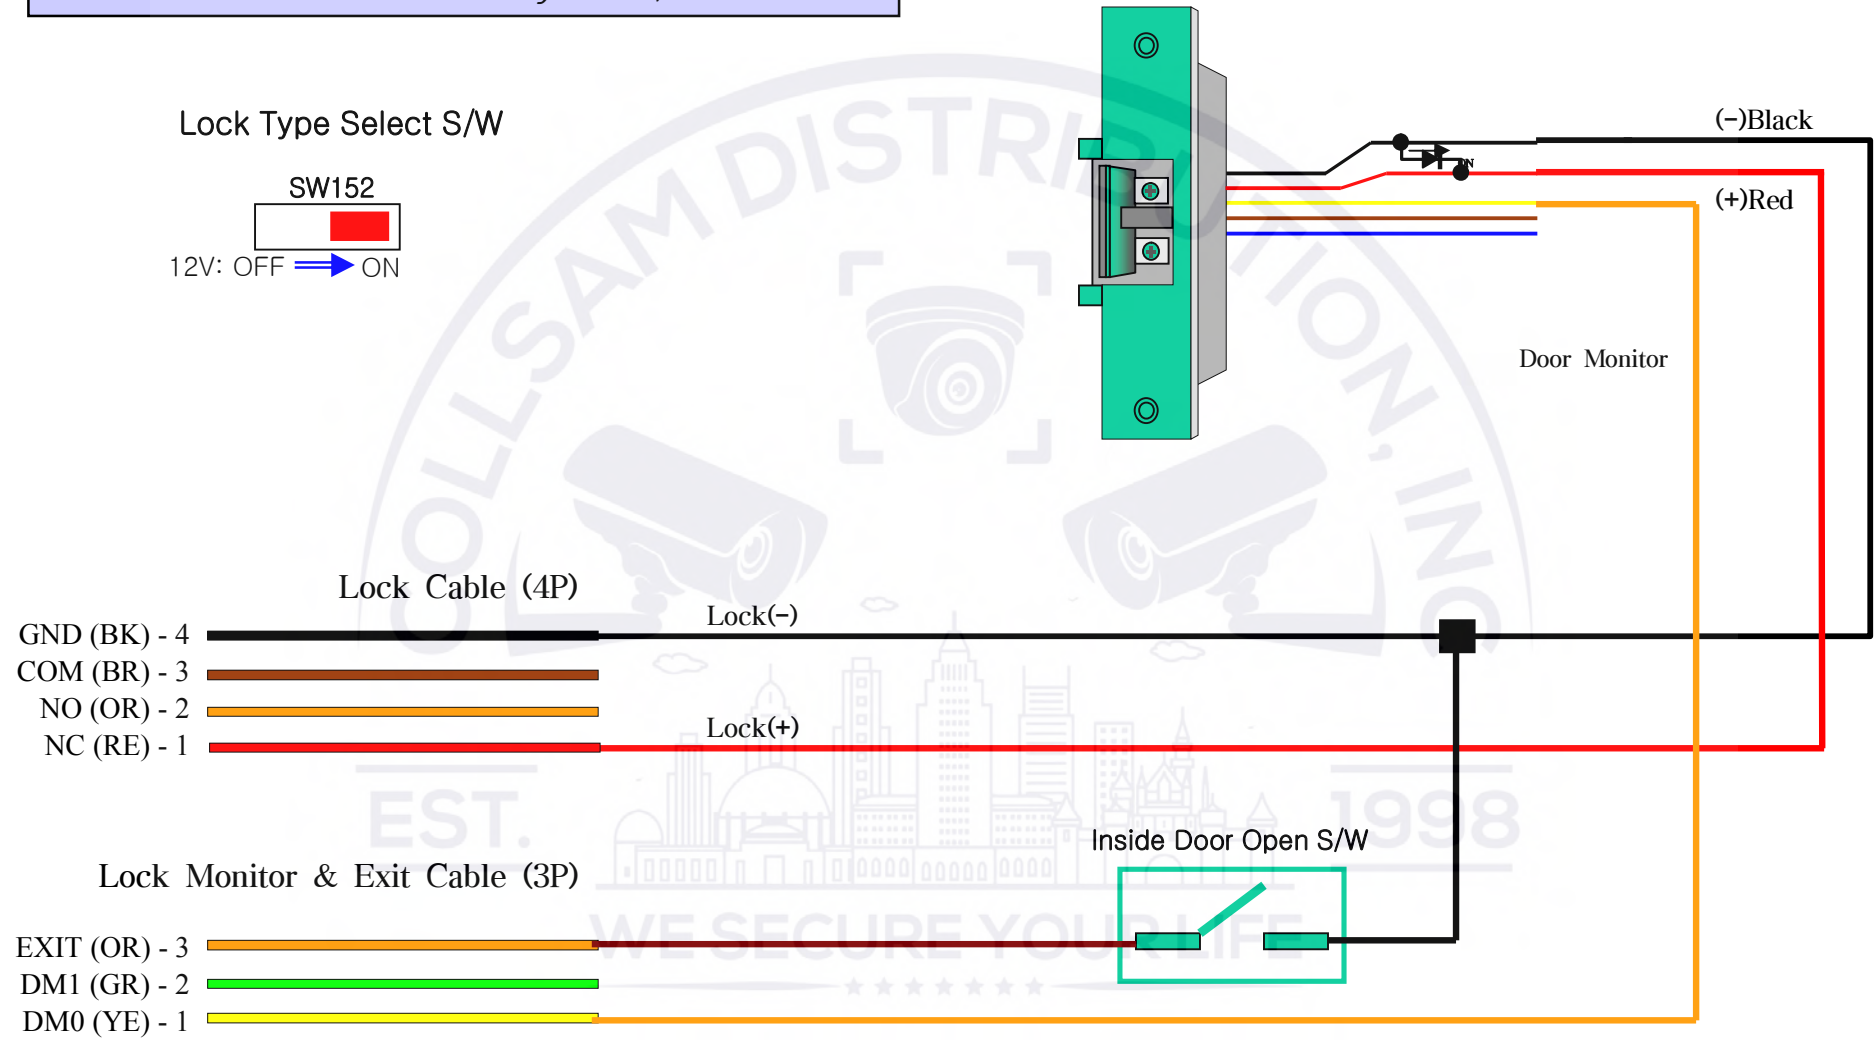 Lock Type Select S/W
SW152
12V: OFF ON
(-)Black
(+)Red
Door Monitor
Lock Cable (4P)
GND (BK) - 4
COM (BR) - 3
NO (OR) - 2
NC (RE) - 1
Lock(-)
Lock(+)
Inside Door Open S/W
Lock Monitor & Exit Cable (3P)
EXIT (OR) - 3
DM1 (GR) - 2
DM0 (YE) - 1
COLLSAM DISTRIBUTION, INC
EST. 1998
WE SECURE YOUR LIFE